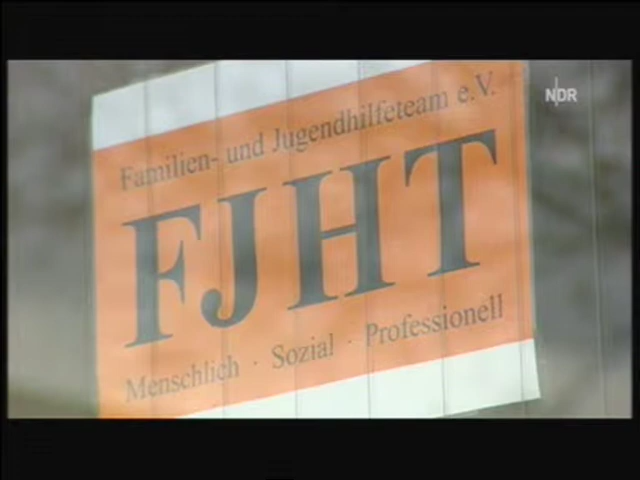 NDR
Familien- und Jugendhilfeteam e.V.
FJHT
Menschlich · Sozial · Professionell